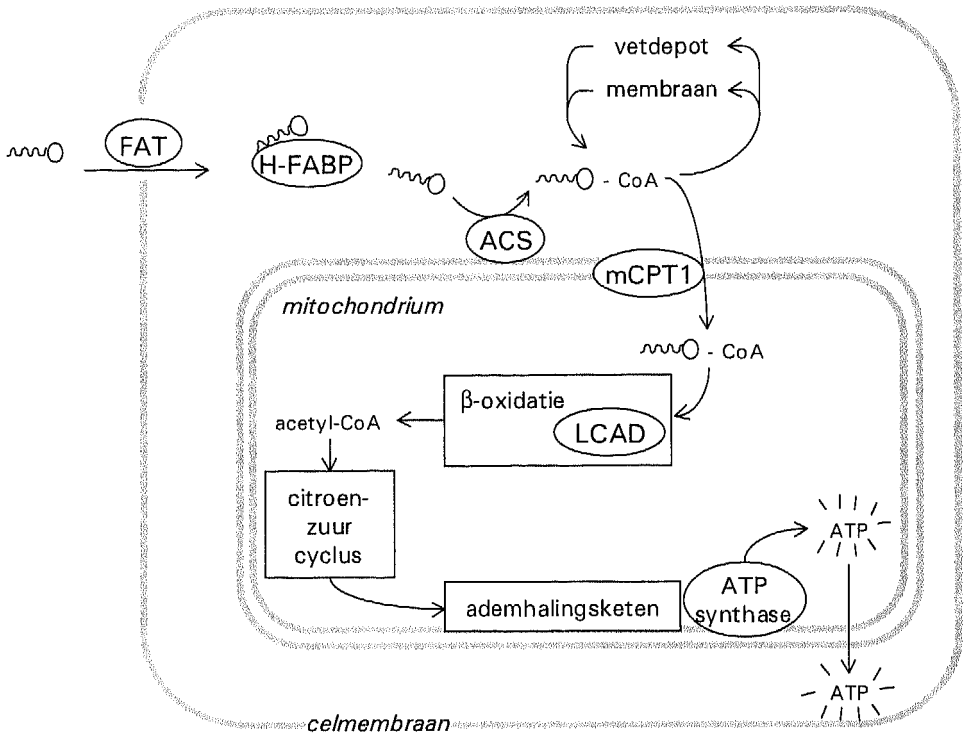 vetdepot
membraan
FAT
H-FABP
- CoA
ACS
mCPT1
mitochondrium
- CoA
β-oxidatie
LCAD
acetyl-CoA
citroen-
zuur
cyclus
ATP
ademhalingsketen
ATP
synthase
ATP
celmembraan